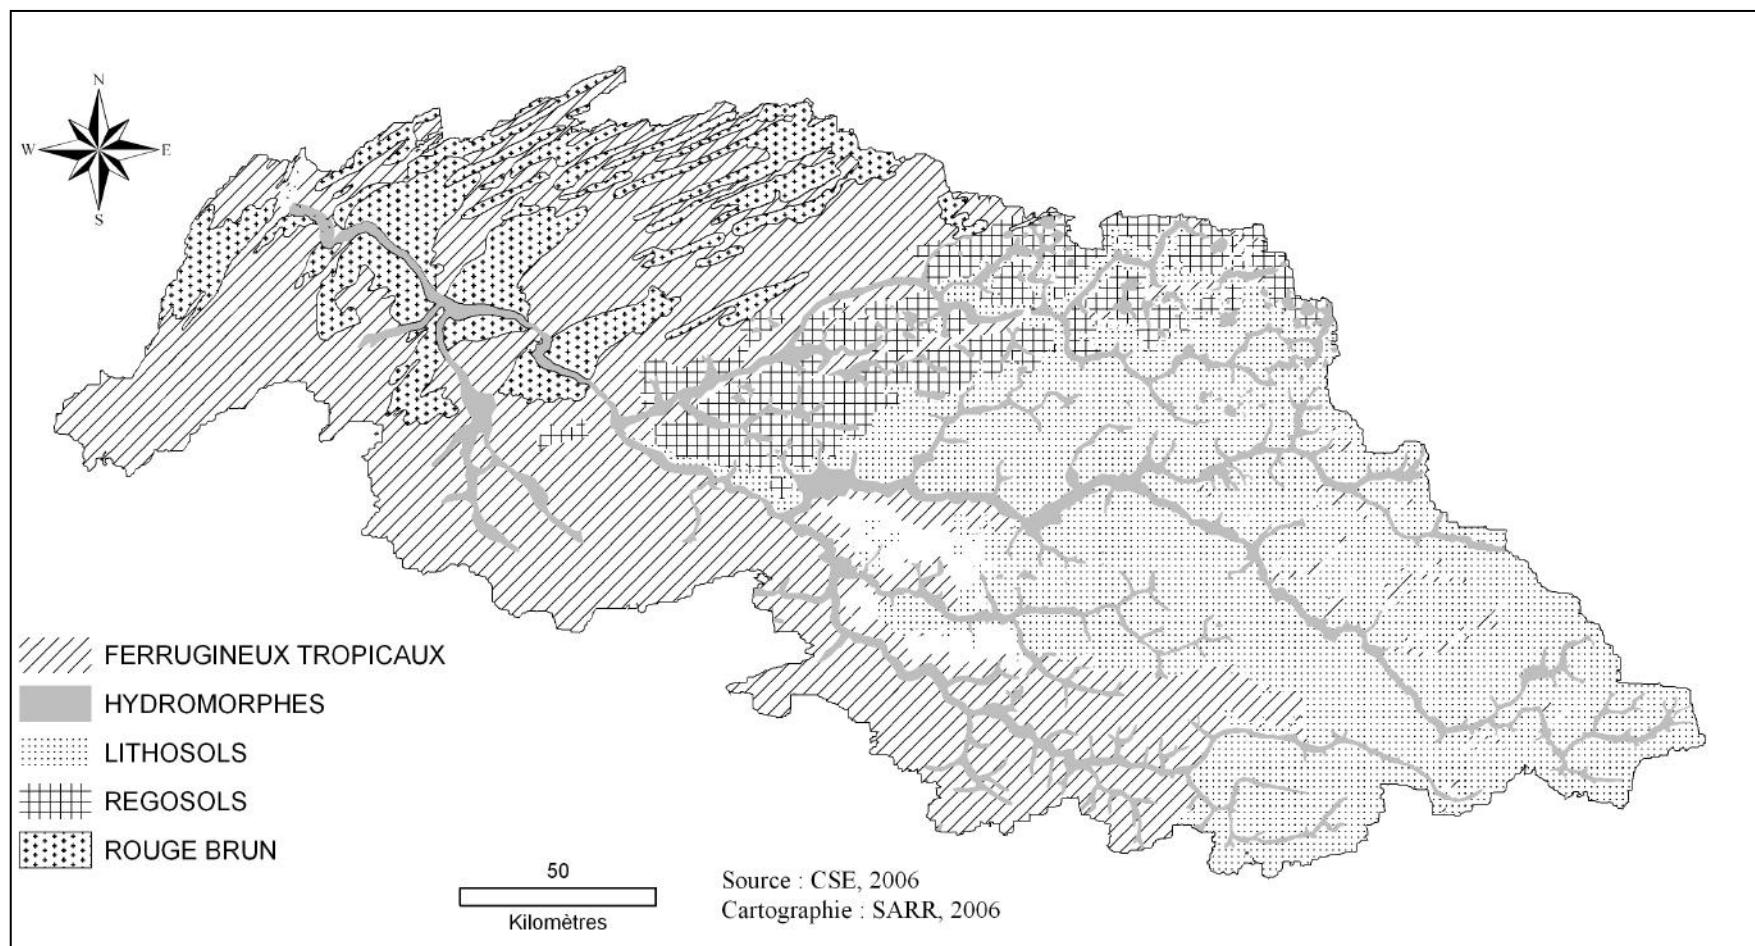 N
W
E
S
FERRUGINEUX TROPICAUX
HYDROMORPHES
LITHOSOLS
REGOSOLS
ROUGE BRUN
50
Kilomètres
Source : CSE, 2006
Cartographie : SARR, 2006